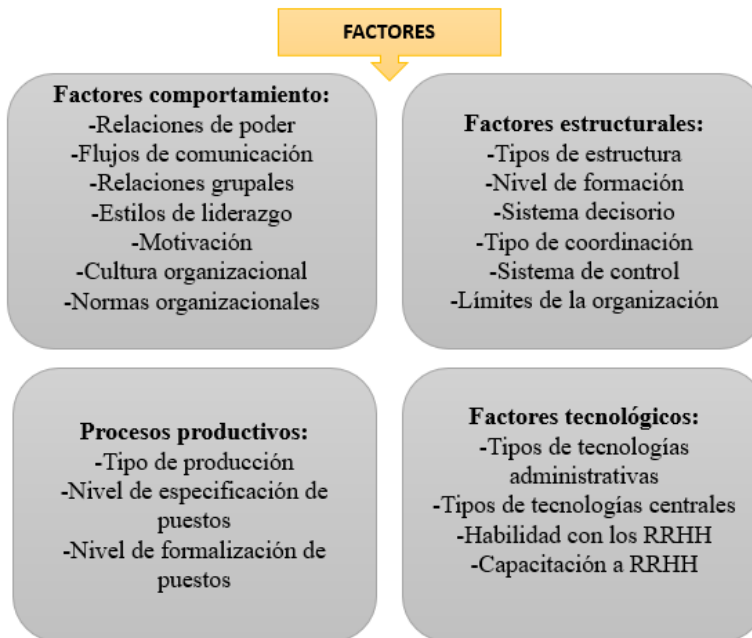 FACTORES
Factores comportamiento:
-Relaciones de poder
-Flujos de comunicación
-Relaciones grupales
-Estilos de liderazgo
-Motivación
-Cultura organizacional
-Normas organizacionales
Factores estructurales:
-Tipos de estructura
-Nivel de formación
-Sistema decisorio
-Tipo de coordinación
-Sistema de control
-Límites de la organización
Procesos productivos:
-Tipo de producción
-Nivel de especificación de
puestos
-Nivel de formalización de
puestos
Factores tecnológicos:
-Tipos de tecnologías
administrativas
-Tipos de tecnologías centrales
-Habilidad con los RRHH
-Capacitación a RRHH